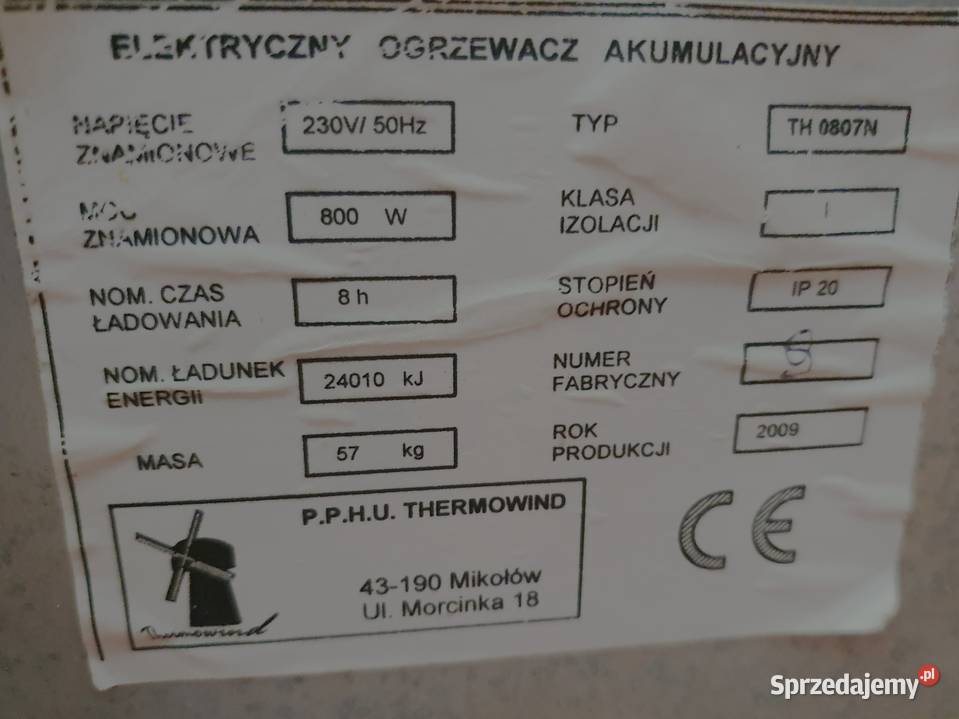 ELEKTRYCZNY OGRZEWACZ AKUMULACYJNY
NAPIĘCIE
ZNAMIONOWE
230V/ 50Hz
TYP
TH 0807N
MOC
ZNAMIONOWA
800 W
KLASA
IZOLACJI
I
NOM. CZAS
ŁADOWANIA
8 h
STOPIEŃ
OCHRONY
IP 20
NOM. ŁADUNEK
ENERGII
24010 kJ
NUMER
FABRYCZNY
MASA
57 kg
ROK
PRODUKCJI
2009
P.P.H.U. THERMOWIND
43-190 Mikołów
Ul. Morcinka 18
Thermowind
CE
Sprzedajemy.pl